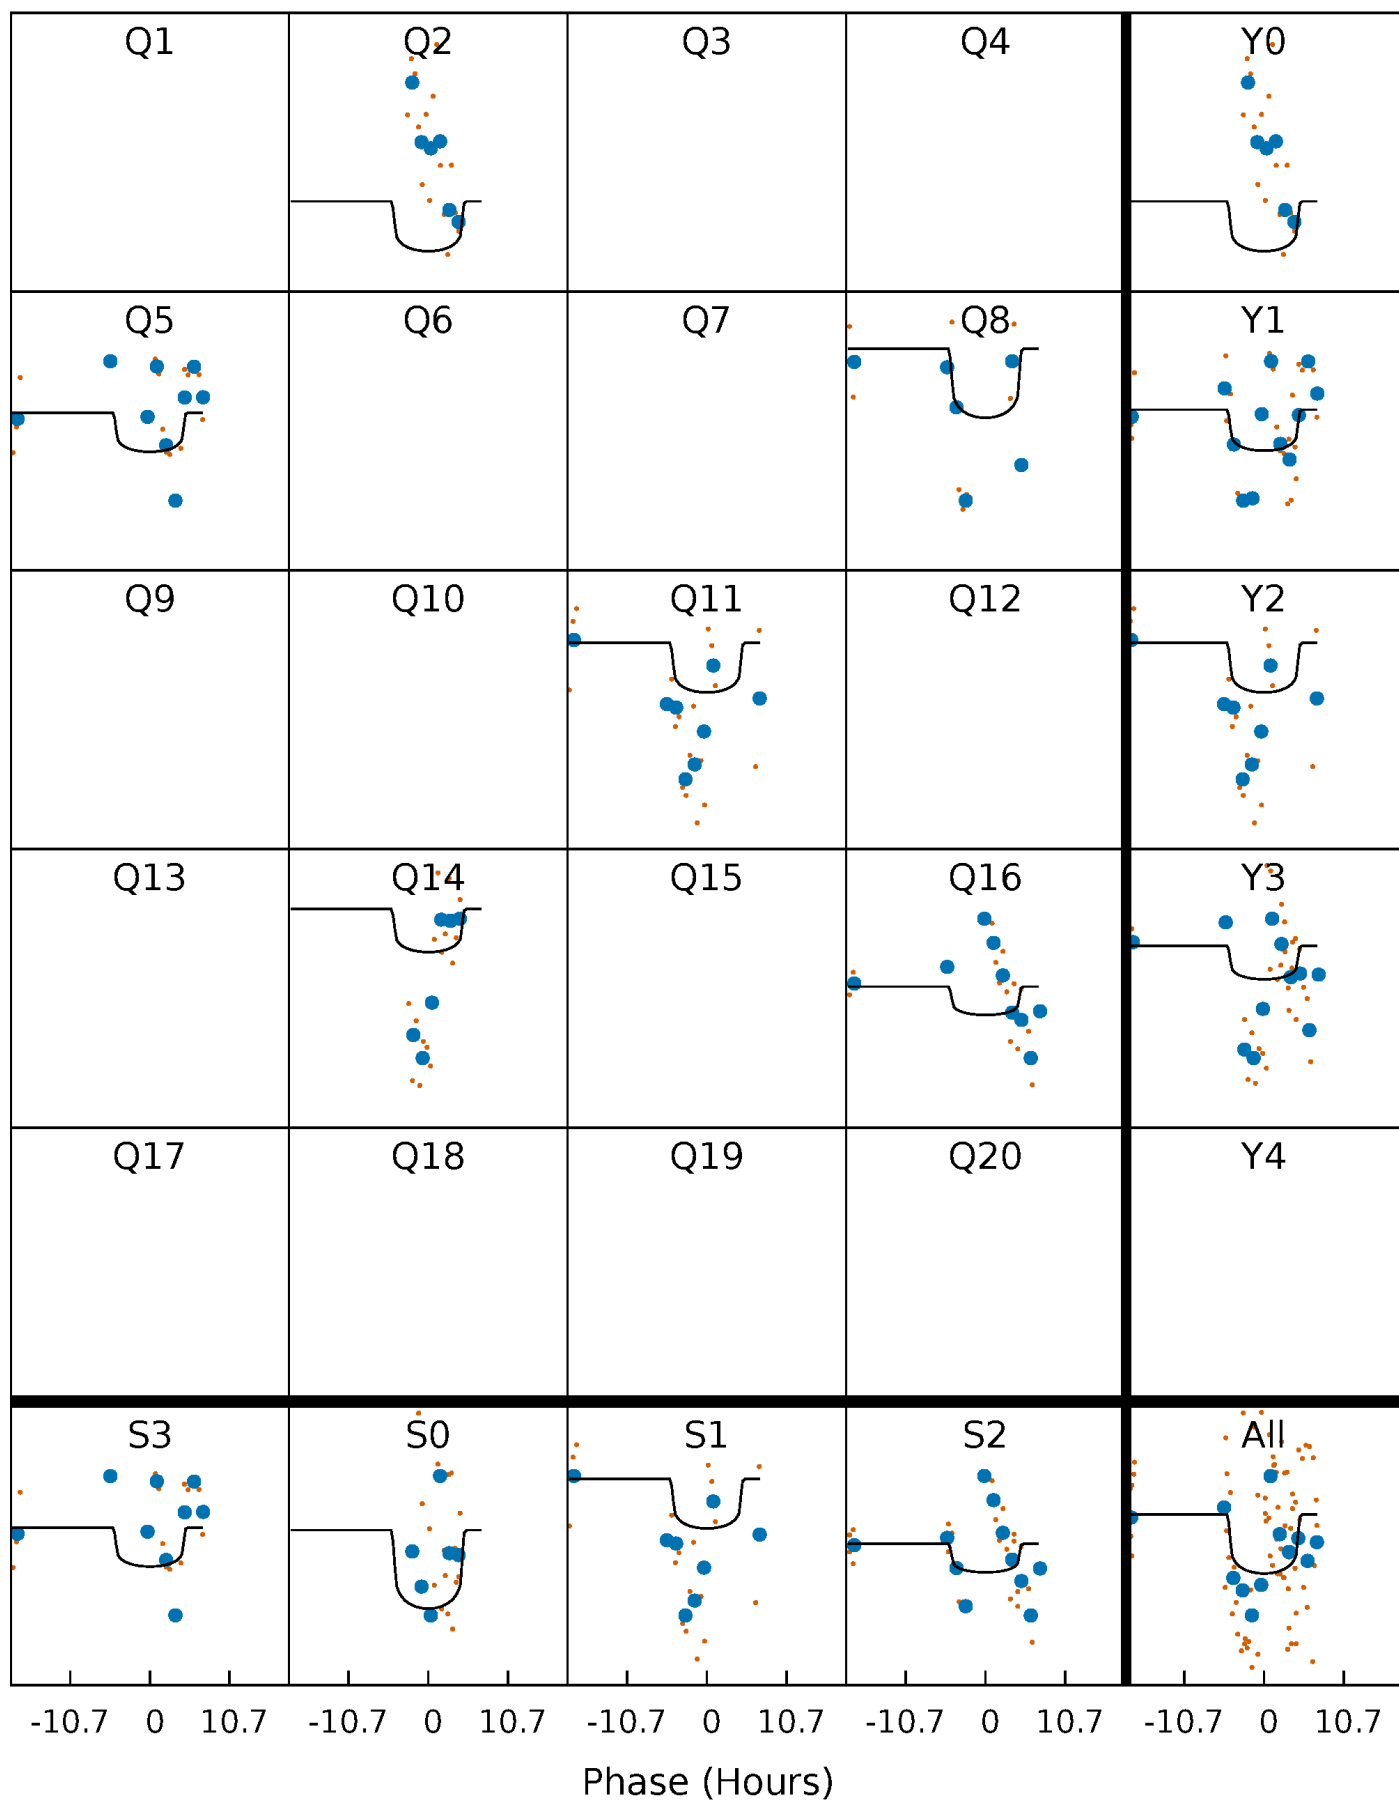 Q1 Q2 Q3 Q4 Y0
Q5 Q6 Q7 Q8 Y1
Q9 Q10 Q11 Q12 Y2
Q13 Q14 Q15 Q16 Y3
Q17 Q18 Q19 Q20 Y4
S3 S0 S1 S2 All
-10.7 0 10.7 -10.7 0 10.7 -10.7 0 10.7 -10.7 0 10.7 -10.7 0 10.7
Phase (Hours)